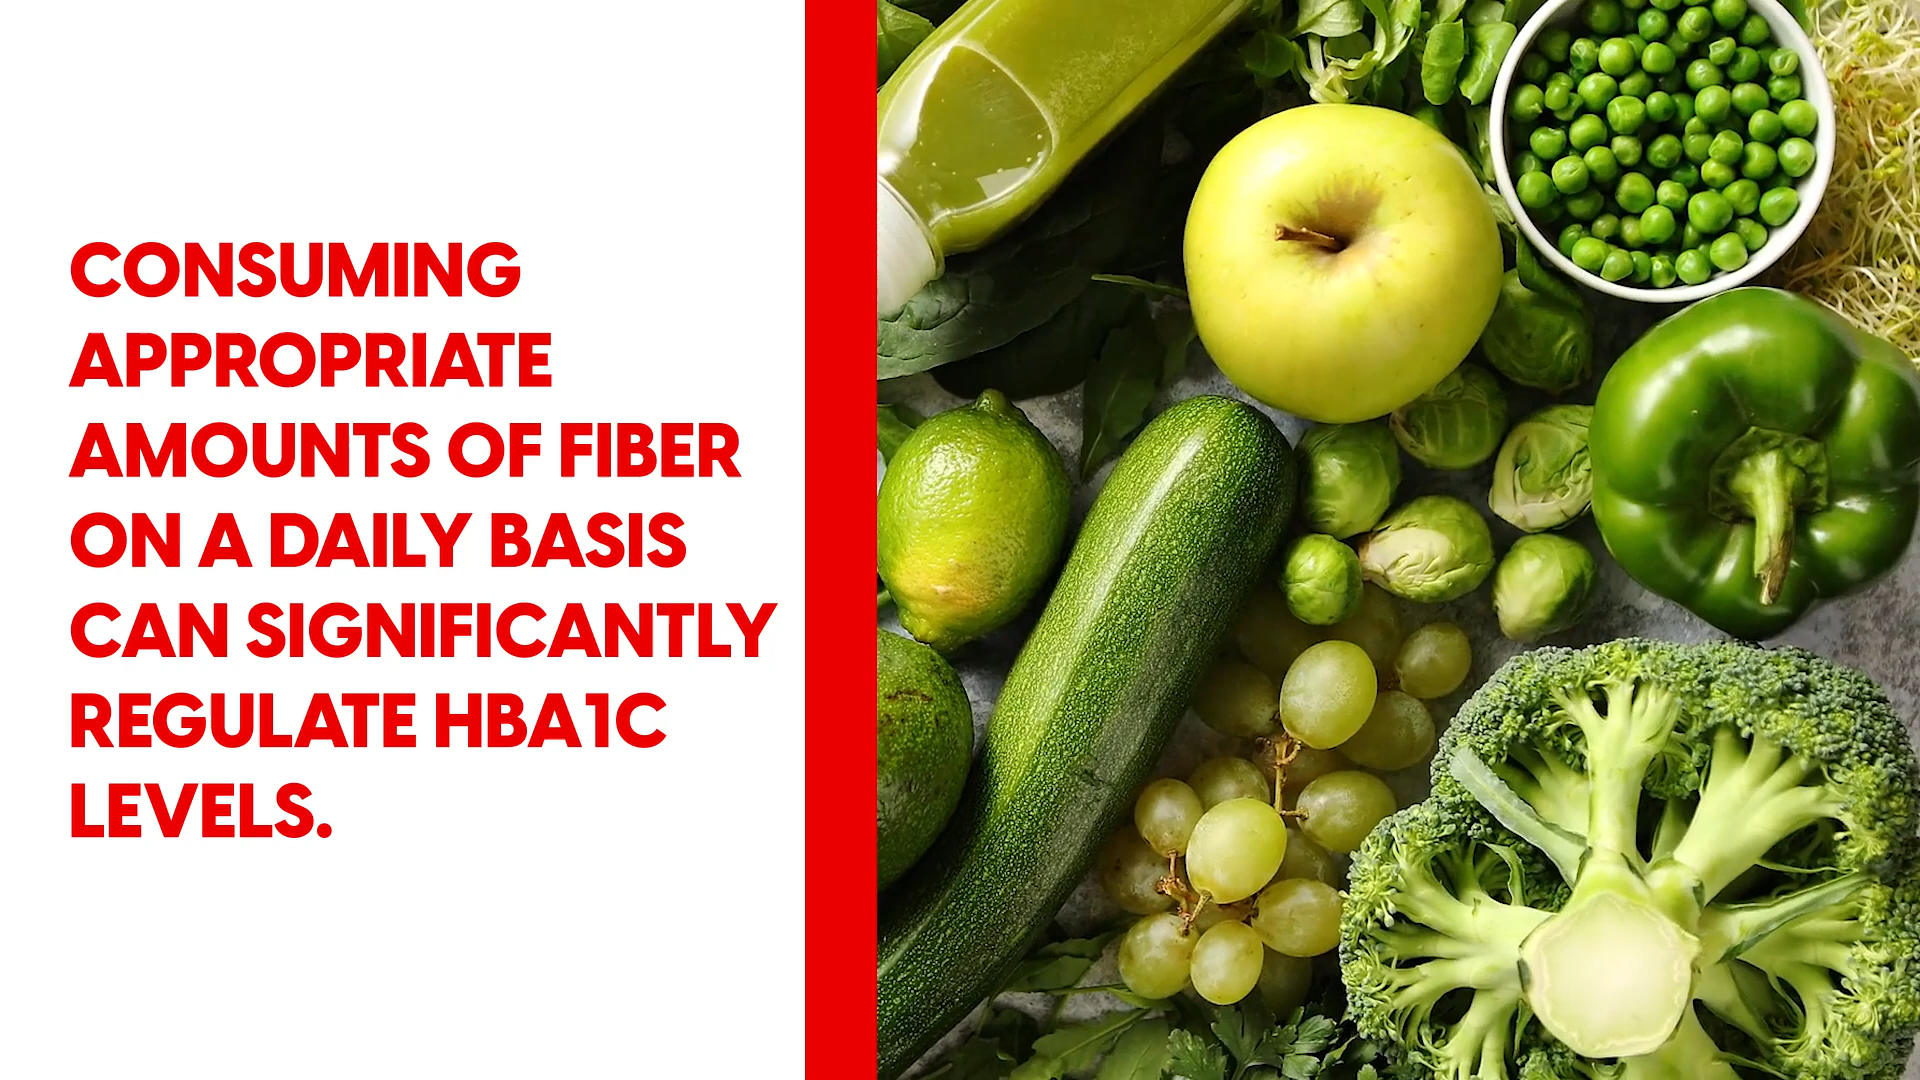 CONSUMING
APPROPRIATE
AMOUNTS OF FIBER
ON A DAILY BASIS
CAN SIGNIFICANTLY
REGULATE HBA1C
LEVELS.